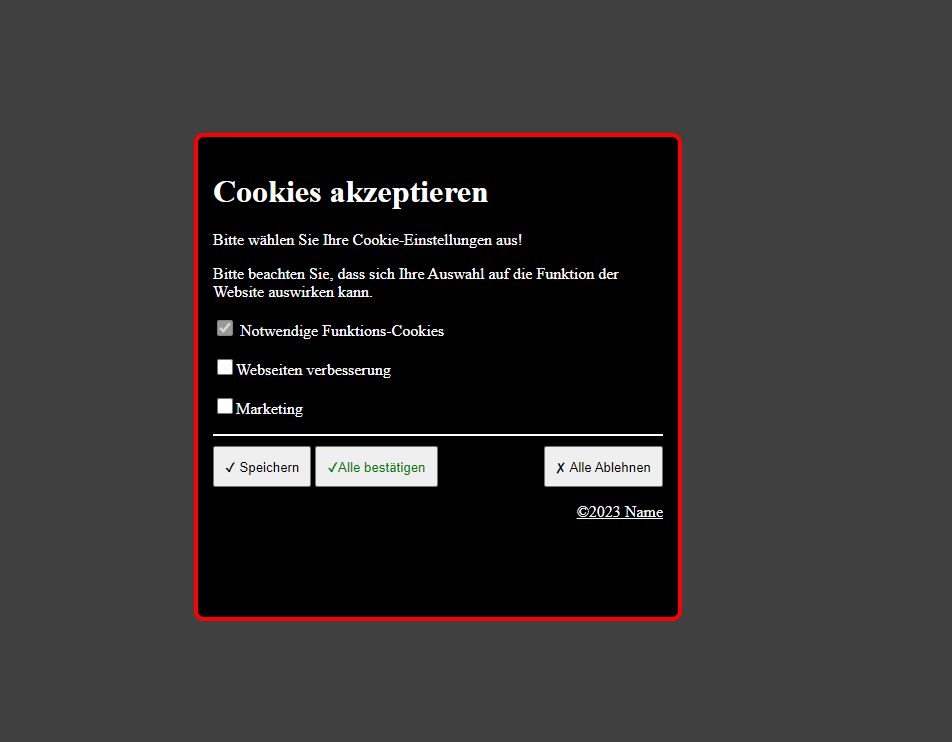 Cookies akzeptieren
Bitte wählen Sie Ihre Cookie-Einstellungen aus!
Bitte beachten Sie, dass sich Ihre Auswahl auf die Funktion der
Website auswirken kann.
Notwendige Funktions-Cookies
Webseiten verbesserung
Marketing
✓ Speichern ✓Alle bestätigen ✗ Alle Ablehnen
©2023 Name